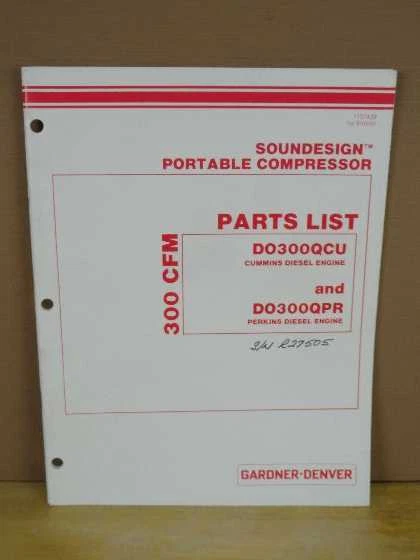 SOUNDESIGN™
PORTABLE COMPRESSOR
300 CFM
PARTS LIST
DO300QCU
CUMMINS DIESEL ENGINE
and
DO300QPR
PERKINS DIESEL ENGINE
S/N R27505
GARDNER-DENVER